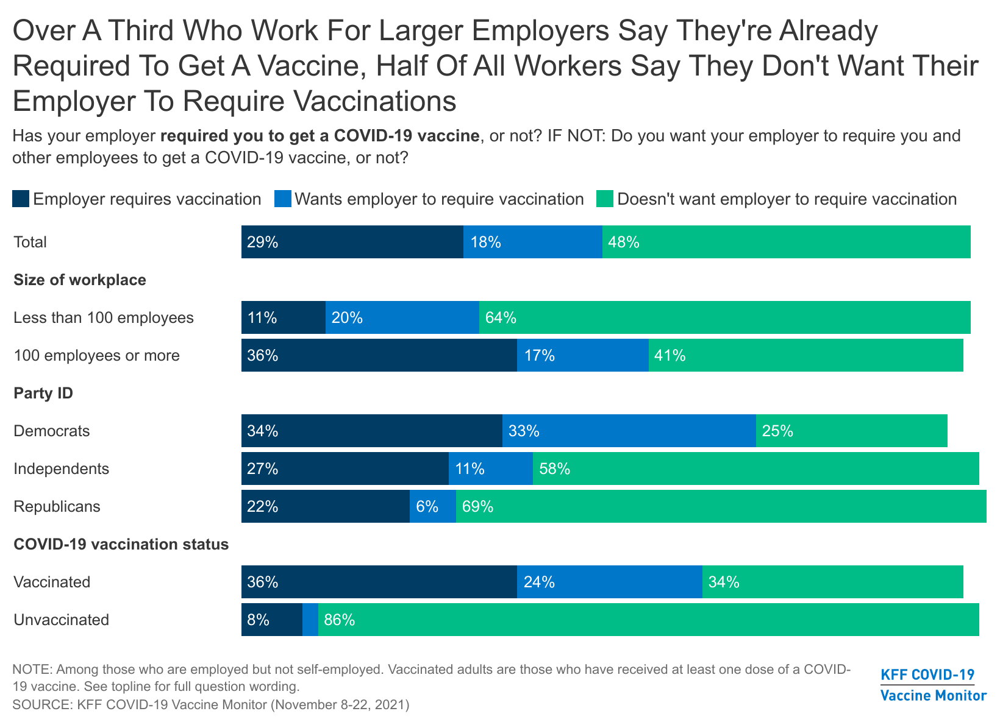 Over A Third Who Work For Larger Employers Say They're Already
Required To Get A Vaccine, Half Of All Workers Say They Don't Want Their
Employer To Require Vaccinations
Has your employer required you to get a COVID-19 vaccine, or not? IF NOT: Do you want your employer to require you and
other employees to get a COVID-19 vaccine, or not?
Employer requires vaccination Wants employer to require vaccination Doesn't want employer to require vaccination
Total 29% 18% 48%
Size of workplace
Less than 100 employees 11% 20% 64%
100 employees or more 36% 17% 41%
Party ID
Democrats 34% 33% 25%
Independents 27% 11% 58%
Republicans 22% 6% 69%
COVID-19 vaccination status
Vaccinated 36% 24% 34%
Unvaccinated 8% 86%
NOTE: Among those who are employed but not self-employed. Vaccinated adults are those who have received at least one dose of a COVID-
19 vaccine. See topline for full question wording.
SOURCE: KFF COVID-19 Vaccine Monitor (November 8-22, 2021)
KFF COVID-19
Vaccine Monitor